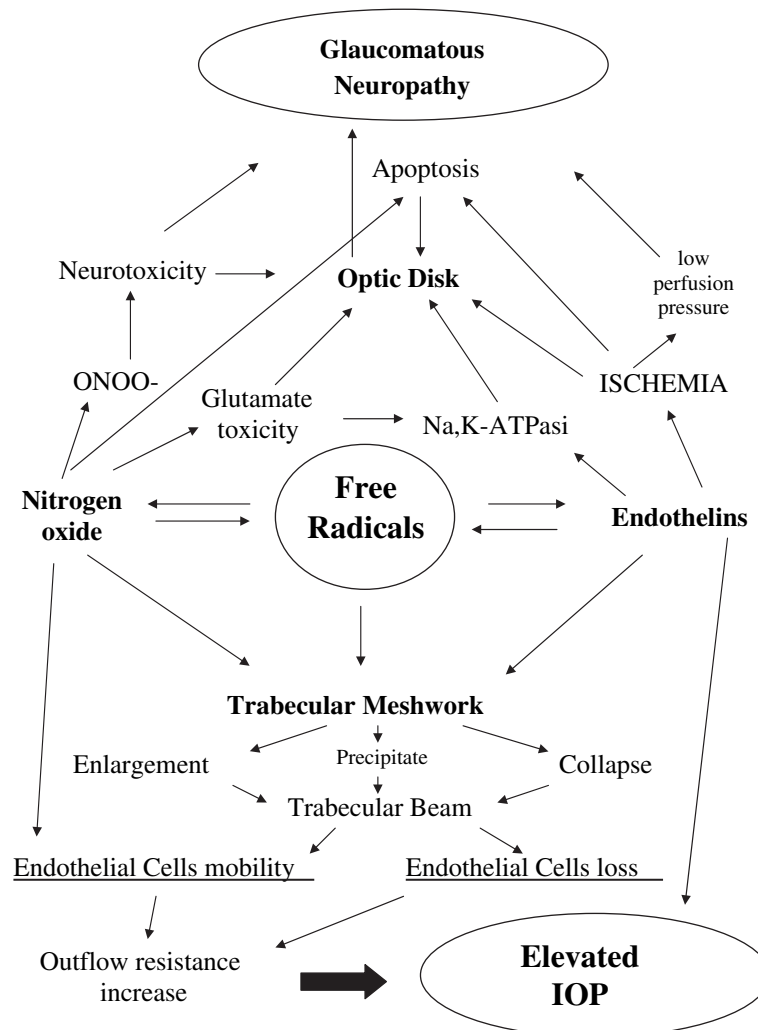 Glaucomatous
Neuropathy
Apoptosis
Neurotoxicity
Optic Disk
low
perfusion
pressure
ONOO-
Glutamate
toxicity
Na,K-ATPasi
ISCHEMIA
Nitrogen
oxide
Free
Radicals
Endothelins
Trabecular Meshwork
Enlargement
Precipitate
Collapse
Trabecular Beam
Endothelial Cells mobility
Endothelial Cells loss
Outflow resistance
increase
Elevated
IOP